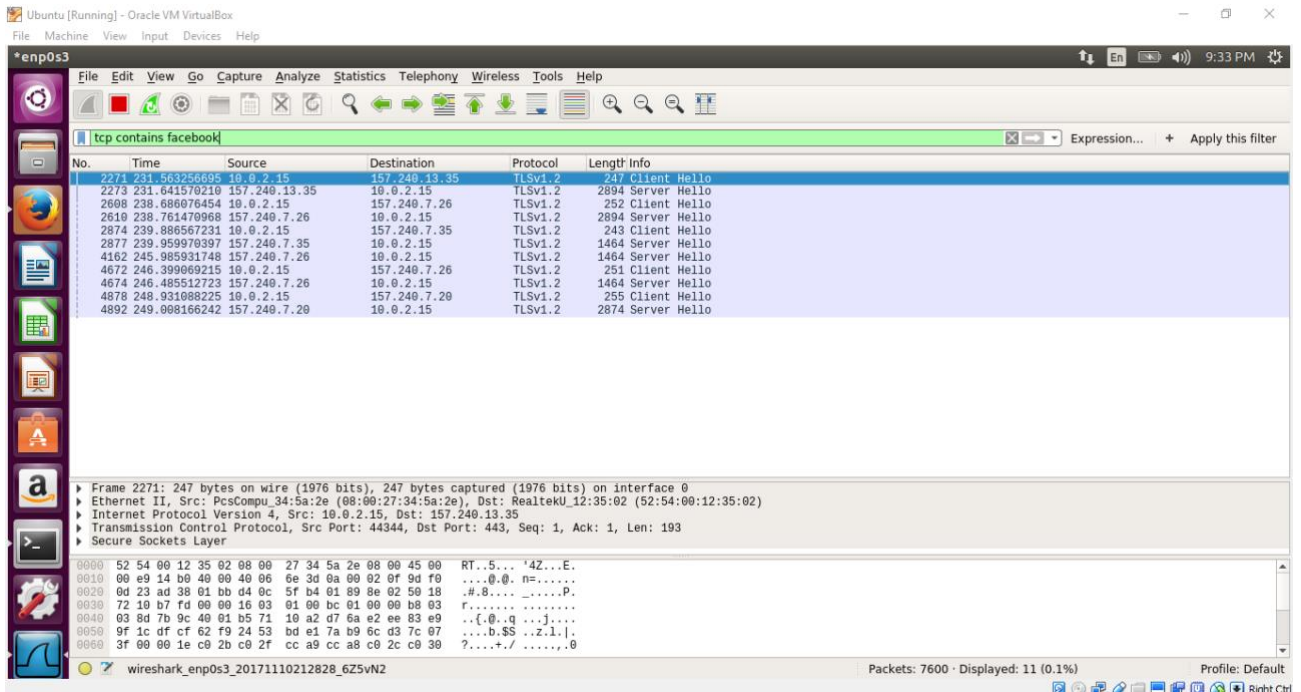 Ubuntu [Running] - Oracle VM VirtualBox
File Machine View Input Devices Help
*enp0s3 En 9:33 PM
File Edit View Go Capture Analyze Statistics Telephony Wireless Tools Help
tcp contains facebook Expression... + Apply this filter
No. Time Source Destination Protocol Length Info
2271 231.563256695 10.0.2.15 157.240.13.35 TLSv1.2 247 Client Hello
2273 231.641570210 157.240.13.35 10.0.2.15 TLSv1.2 2894 Server Hello
2608 238.686076454 10.0.2.15 157.240.7.26 TLSv1.2 252 Client Hello
2610 238.761470968 157.240.7.26 10.0.2.15 TLSv1.2 2894 Server Hello
2874 239.886567231 10.0.2.15 157.240.7.35 TLSv1.2 243 Client Hello
2877 239.959970397 157.240.7.35 10.0.2.15 TLSv1.2 1464 Server Hello
4162 245.985931748 157.240.7.26 10.0.2.15 TLSv1.2 1464 Server Hello
4672 246.399069215 10.0.2.15 157.240.7.26 TLSv1.2 251 Client Hello
4674 246.485512723 157.240.7.26 10.0.2.15 TLSv1.2 1464 Server Hello
4878 248.931088225 10.0.2.15 157.240.7.20 TLSv1.2 255 Client Hello
4892 249.008166242 157.240.7.20 10.0.2.15 TLSv1.2 2874 Server Hello
Frame 2271: 247 bytes on wire (1976 bits), 247 bytes captured (1976 bits) on interface 0
Ethernet II, Src: PcsCompu_34:5a:2e (08:00:27:34:5a:2e), Dst: RealtekU_12:35:02 (52:54:00:12:35:02)
Internet Protocol Version 4, Src: 10.0.2.15, Dst: 157.240.13.35
Transmission Control Protocol, Src Port: 44344, Dst Port: 443, Seq: 1, Ack: 1, Len: 193
Secure Sockets Layer
0000 52 54 00 12 35 02 08 00 27 34 5a 2e 08 00 45 00 RT..5... '4Z...E.
0010 00 e9 14 b0 40 00 40 06 6e 3d 0a 00 02 0f 9d f0 ....@.@. n=......
0020 0d 23 ad 38 01 bb d4 0c 5f b4 01 89 8e 02 50 18 .#.8.... _.....P.
0030 72 10 b7 fd 00 00 16 03 01 00 bc 01 00 00 b8 03 r....... ........
0040 03 8d 7b 9c 40 01 b5 71 10 a2 d7 6a e2 ee 83 e9 ..{.@..q ...j....
0050 9f 1c df cf 62 f9 24 53 bd e1 7a b9 6c d3 7c 07 ....b.$S ..z.l.|.
0060 3f 00 00 1e c0 2b c0 2f cc a9 cc a8 c0 2c c0 30 ?....+./ .....,.0
wireshark_enp0s3_20171110212828_6Z5vN2 Packets: 7600 · Displayed: 11 (0.1%) Profile: Default
Right Ctrl